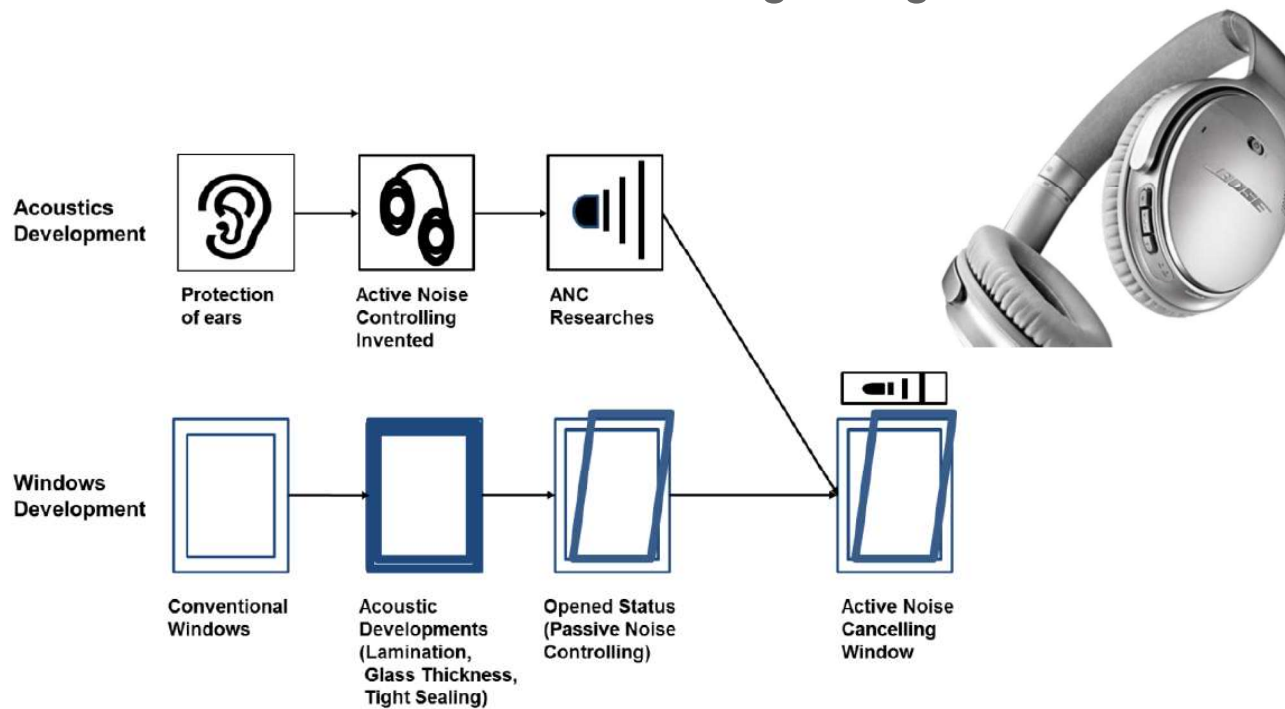 Acoustics
Development
Protection
of ears
Active Noise
Controlling
Invented
ANC
Researches
BOSE
Windows
Development
Conventional
Windows
Acoustic
Developments
(Lamination,
Glass Thickness,
Tight Sealing)
Opened Status
(Passive Noise
Controlling)
Active Noise
Cancelling
Window